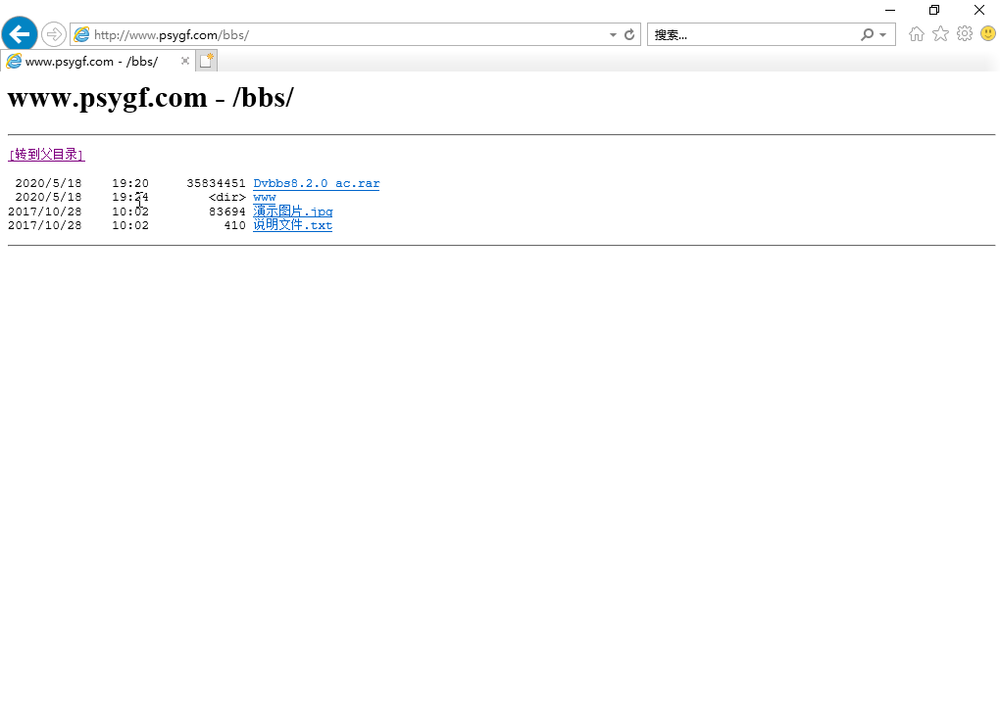 http://www.psygf.com/bbs/
搜索...
www.psygf.com - /bbs/
www.psygf.com - /bbs/
[转到父目录]
2020/5/18 19:20 35834451 Dvbbs8.2.0_ac.rar
2020/5/18 19:24 <dir> www
2017/10/28 10:02 83694 演示图片.jpg
2017/10/28 10:02 410 说明文件.txt